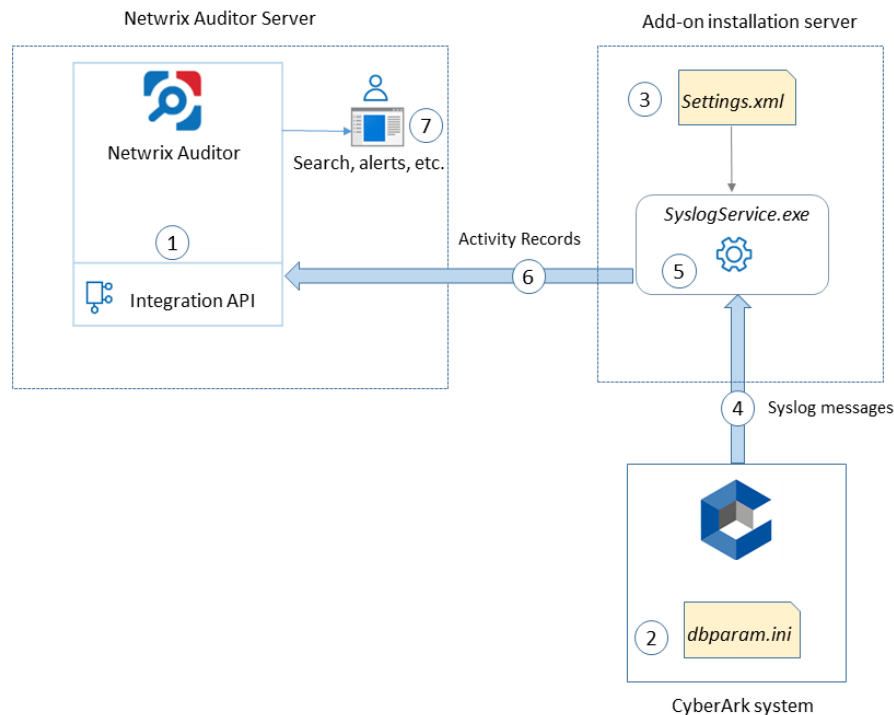 Netwrix Auditor Server
Add-on installation server
3
Settings.xml
7
Netwrix Auditor
Search, alerts, etc.
SyslogService.exe
1
Activity Records
5
6
Integration API
4
Syslog messages
2
dbparam.ini
CyberArk system